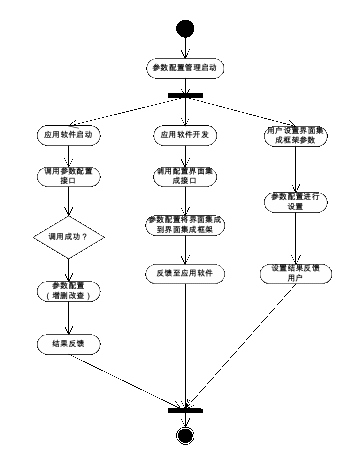 参数配置管理启动
应用软件启动
应用软件开发
用户设置界面集
成框架参数
调用参数配置
接口
调用配置界面集
成接口
参数配置进行
设置
调用成功？
参数配置将界面集成
到界面集成框架
反馈至应用软件
设置结果反馈
用户
参数配置
（增删改查）
结果反馈